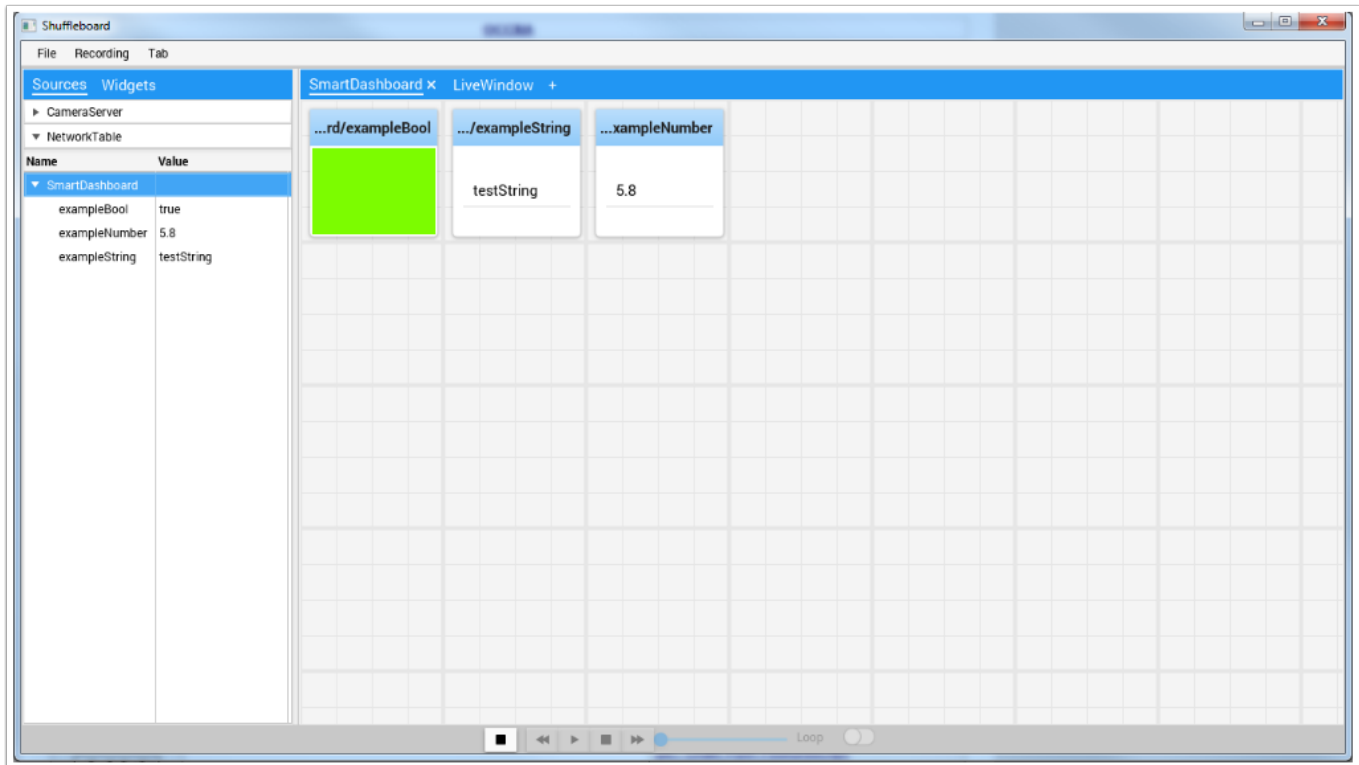 Shuffleboard
File Recording Tab
Sources Widgets
SmartDashboard × LiveWindow +
CameraServer
NetworkTable
Name Value
SmartDashboard
exampleBool true
exampleNumber 5.8
exampleString testString
...rd/exampleBool
.../exampleString
testString
...xampleNumber
5.8
Loop